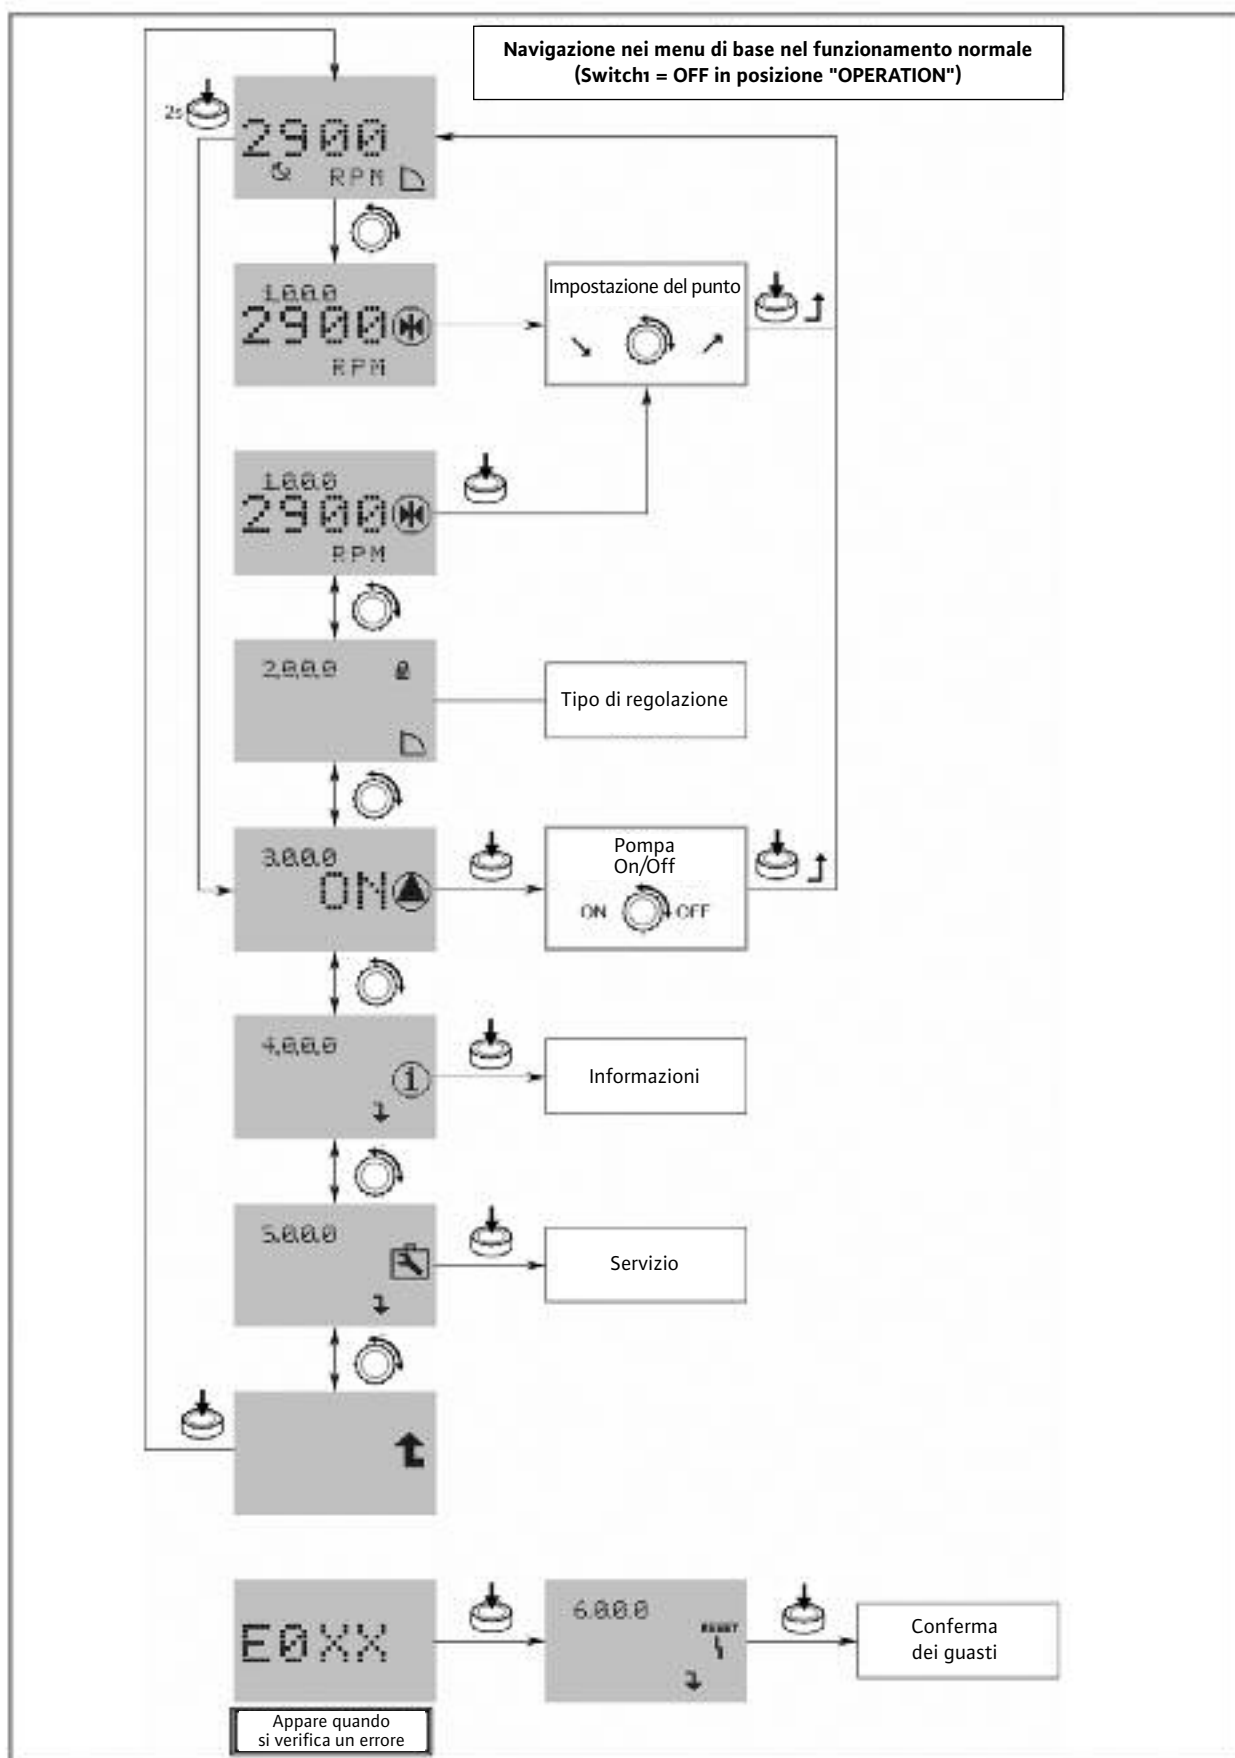 Navigazione nei menu di base nel funzionamento normale
(Switch1 = OFF in posizione "OPERATION")
2s
2900
RPM
1.0.0.0
2900
RPM
Impostazione del punto
1.0.0.0
2900
RPM
2.0.0.0
Tipo di regolazione
3.0.0.0
ON
Pompa
On/Off
ON OFF
4.0.0.0
i
Informazioni
5.0.0.0
Servizio
E0XX
6.0.0.0
RESET
Conferma
dei guasti
Appare quando
si verifica un errore